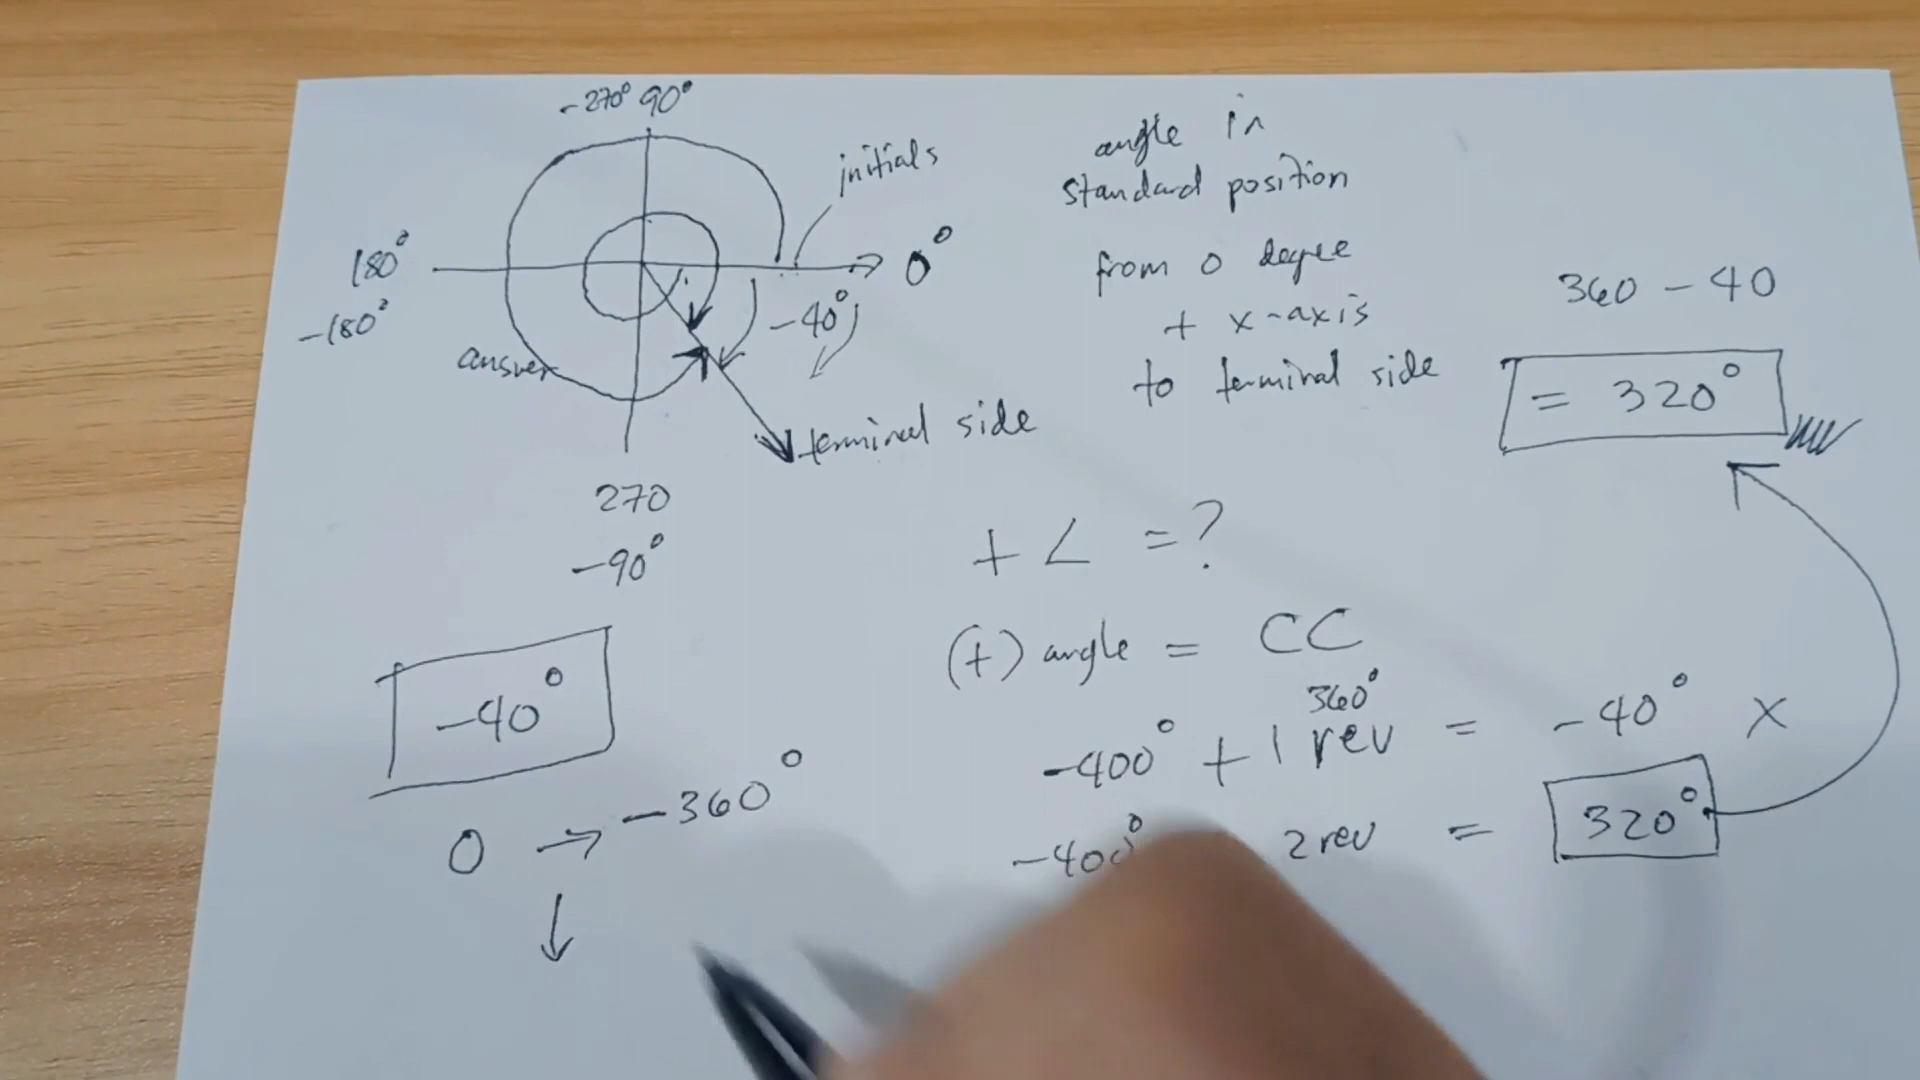 -270° 90°
initials
180°
-180°
0°
-40°
answer
terminal side
270
-90°
angle in
standard position
from 0 degree
+ x-axis
to terminal side
360 - 40
= 320°
+ ∠ = ?
(+) angle = CC
360°
-400° + 1 rev = -40° X
-400° 2 rev = 320°
-40°
0 → -360°
↓